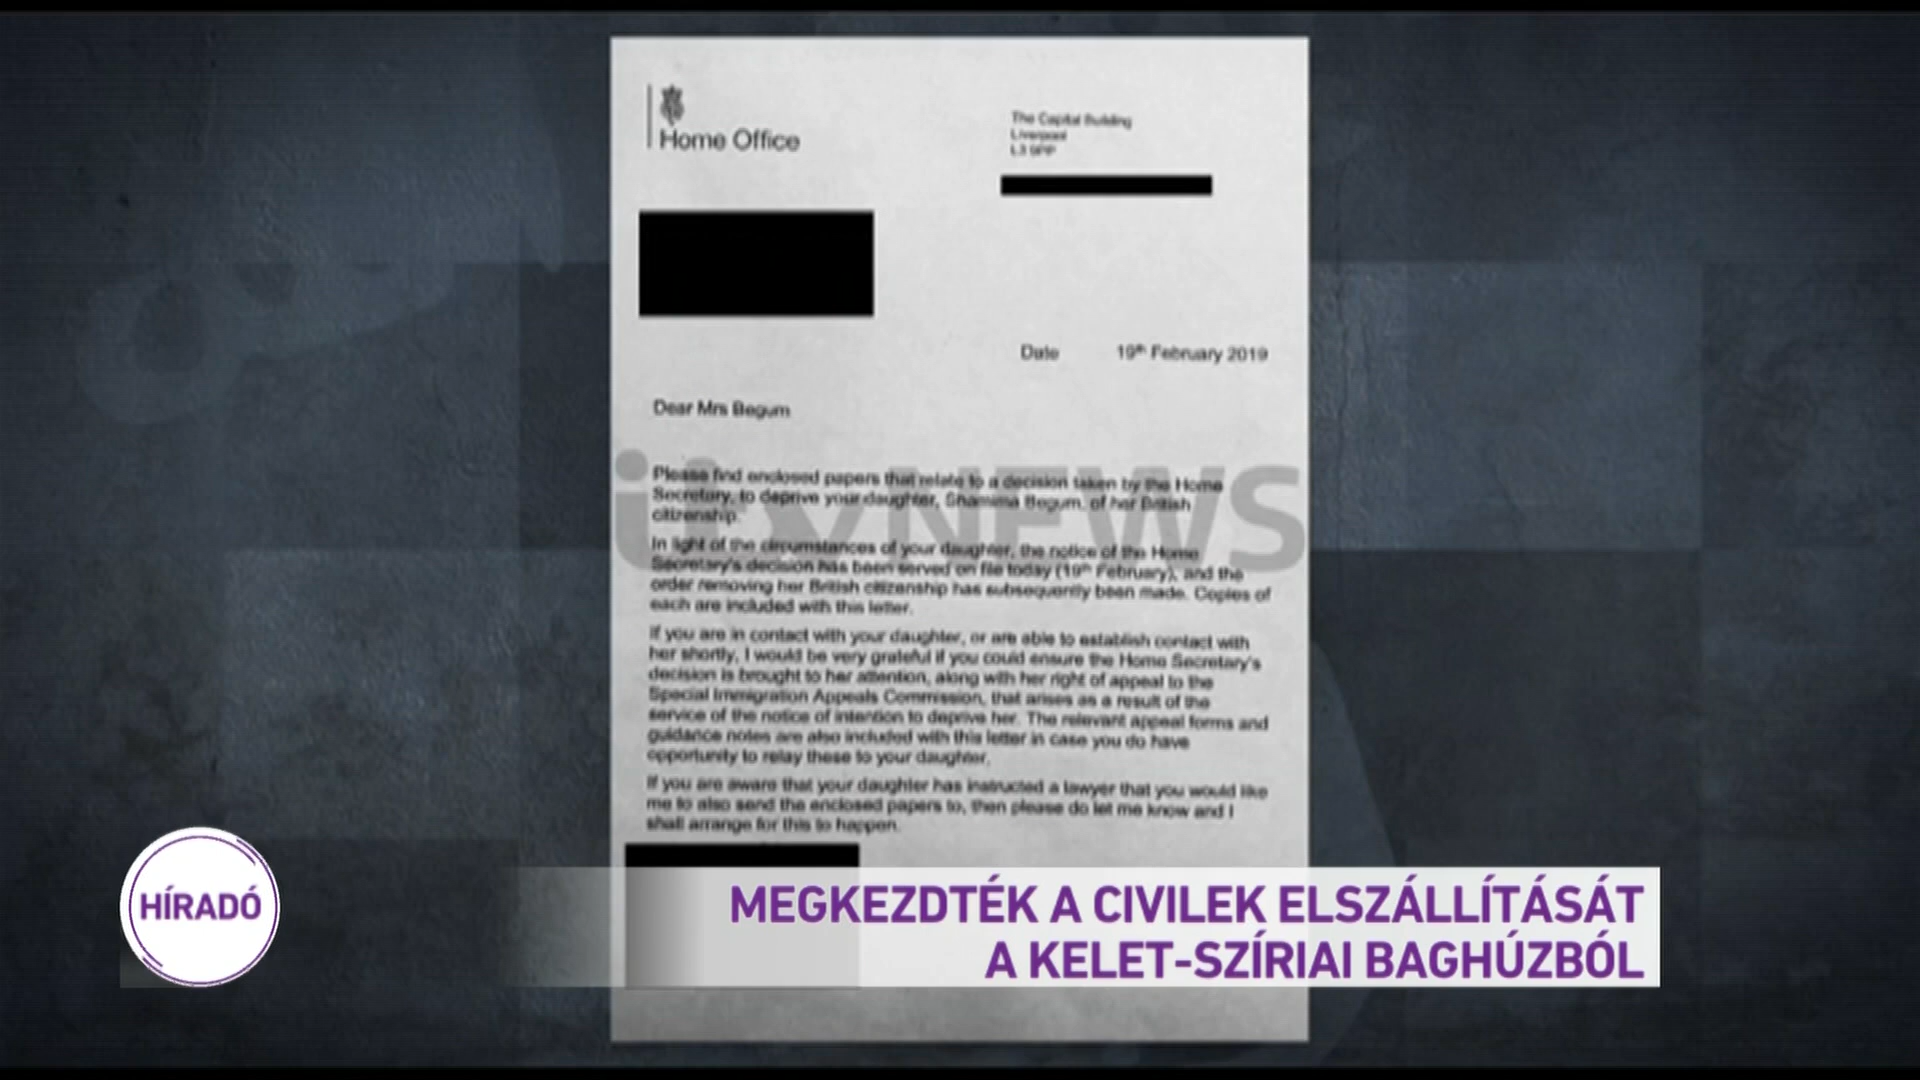 Home Office
The Capital Building
Liverpool
Date 19th February 2019
Dear Mrs Begum
itv NEWS
Please find enclosed papers that relate to a decision taken by the Home
Secretary, to deprive your daughter, Shamima Begum, of her British
citizenship.
In light of the circumstances of your daughter, the notice of the Home
Secretary's decision has been served on file today (19th February), and the
order removing her British citizenship has subsequently been made. Copies of
each are included with this letter.
If you are in contact with your daughter, or are able to establish contact with
her shortly, I would be very grateful if you could ensure the Home Secretary's
decision is brought to her attention, along with her right of appeal to the
Special Immigration Appeals Commission, that arises as a result of the
service of the notice of intention to deprive her. The relevant appeal forms and
guidance notes are also included with this letter in case you do have
opportunity to relay these to your daughter.
If you are aware that your daughter has instructed a lawyer that you would like
me to also send the enclosed papers to, then please do let me know and I
shall arrange for this to happen.
HÍRADÓ
MEGKEZDTÉK A CIVILEK ELSZÁLLÍTÁSÁT
A KELET-SZÍRIAI BAGHÚZBÓL